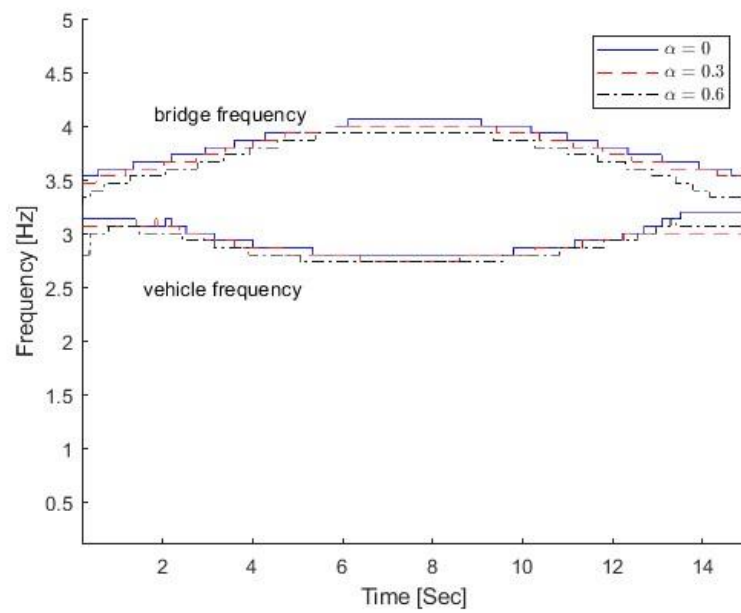 5
4.5
4
3.5
3
2.5
2
1.5
1
0.5
Frequency [Hz]
bridge frequency
vehicle frequency
α = 0
α = 0.3
α = 0.6
2 4 6 8 10 12 14
Time [Sec]